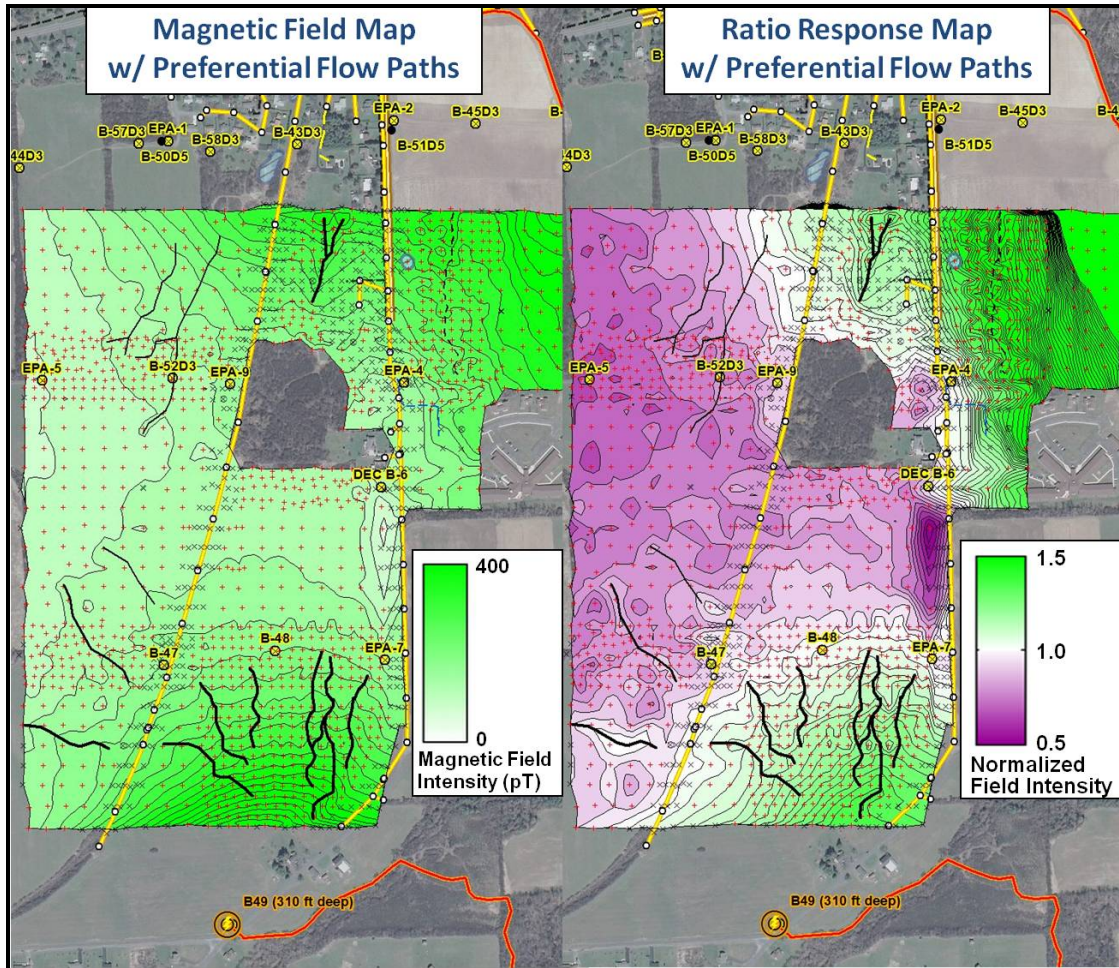 Magnetic Field Map
w/ Preferential Flow Paths
EPA-2
B-45D3
B-57D3
EPA-1
B-43D3
B-58D3
B-51D5
44D3
B-50D5
EPA-5
B-52D3
EPA-9
EPA-4
DEC B-6
B-48
B-47
EPA-7
400
0
Magnetic Field
Intensity (pT)
B49 (310 ft deep)
Ratio Response Map
w/ Preferential Flow Paths
EPA-2
B-45D3
B-57D3
EPA-1
B-43D3
B-58D3
B-51D5
44D3
B-50D5
EPA-5
B-52D3
EPA-9
EPA-4
DEC B-6
B-48
B-47
EPA-7
1.5
1.0
0.5
Normalized
Field Intensity
B49 (310 ft deep)